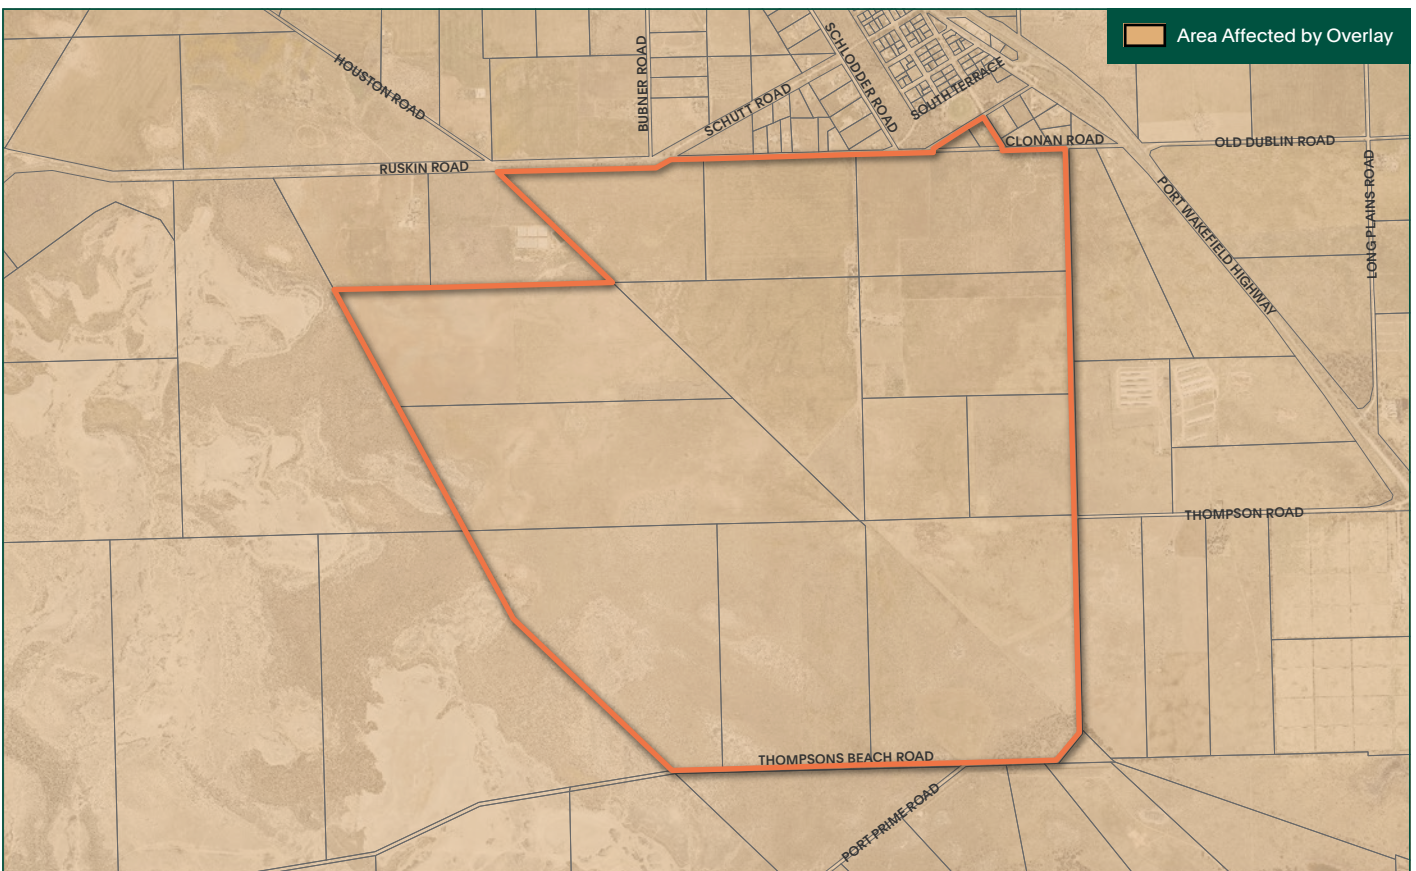 Area Affected by Overlay
HOUSTON ROAD
BUBNER ROAD
SCHUTT ROAD
SCHLODDER ROAD
SOUTH TERRACE
CLONAN ROAD
OLD DUBLIN ROAD
RUSKIN ROAD
LONG PLAINS ROAD
PORT WAKEFIELD HIGHWAY
THOMPSON ROAD
THOMPSONS BEACH ROAD
PORT PRIME ROAD